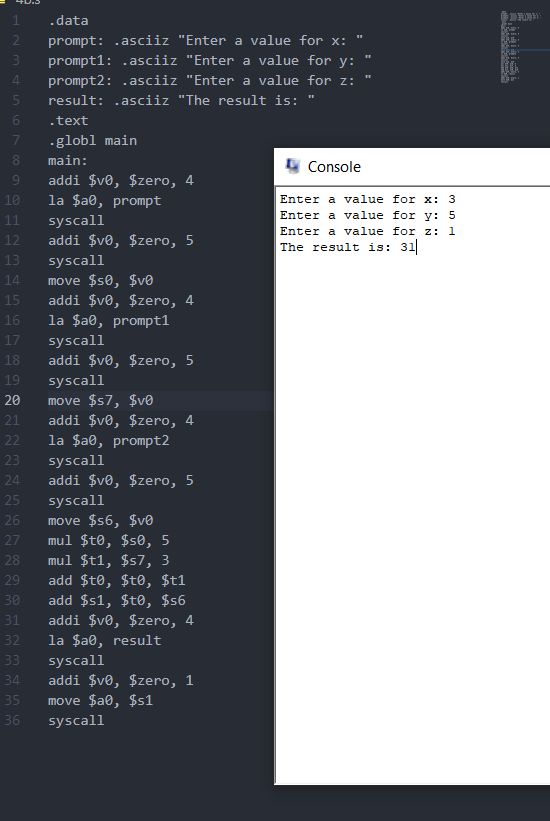 4b.s
1 .data
2 prompt: .asciiz "Enter a value for x: "
3 prompt1: .asciiz "Enter a value for y: "
4 prompt2: .asciiz "Enter a value for z: "
5 result: .asciiz "The result is: "
6 .text
7 .globl main
8 main:
9 addi $v0, $zero, 4
10 la $a0, prompt
11 syscall
12 addi $v0, $zero, 5
13 syscall
14 move $s0, $v0
15 addi $v0, $zero, 4
16 la $a0, prompt1
17 syscall
18 addi $v0, $zero, 5
19 syscall
20 move $s7, $v0
21 addi $v0, $zero, 4
22 la $a0, prompt2
23 syscall
24 addi $v0, $zero, 5
25 syscall
26 move $s6, $v0
27 mul $t0, $s0, 5
28 mul $t1, $s7, 3
29 add $t0, $t0, $t1
30 add $s1, $t0, $s6
31 addi $v0, $zero, 4
32 la $a0, result
33 syscall
34 addi $v0, $zero, 1
35 move $a0, $s1
36 syscall
Console
Enter a value for x: 3
Enter a value for y: 5
Enter a value for z: 1
The result is: 31